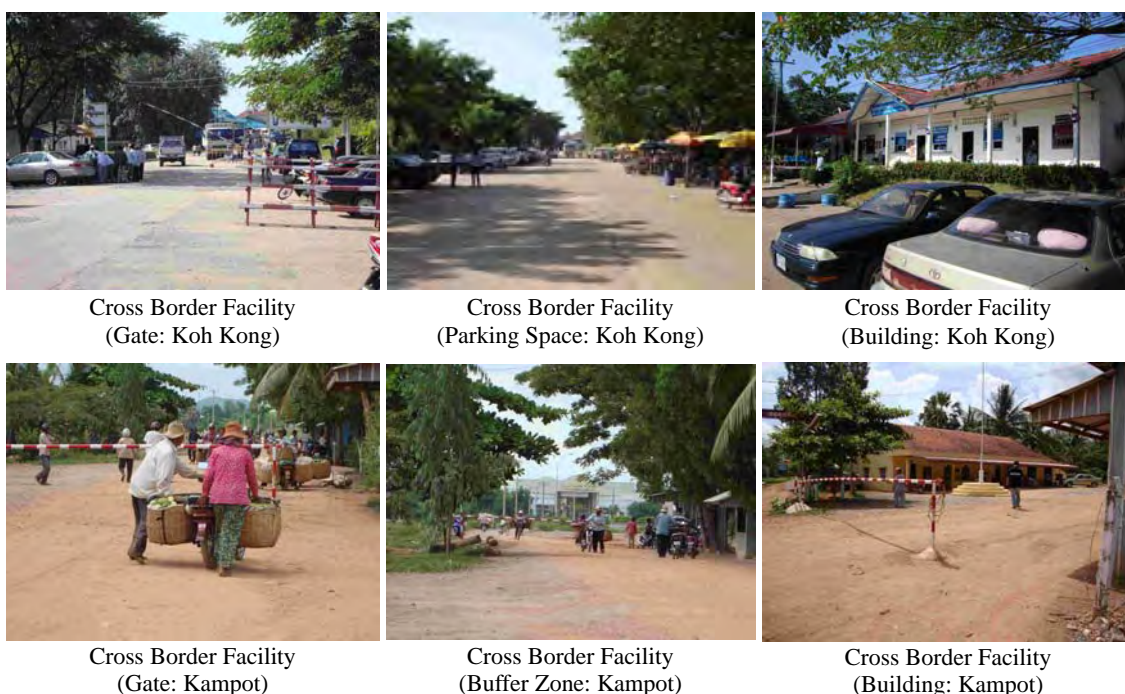 Cross Border Facility
(Gate: Koh Kong)
Cross Border Facility
(Parking Space: Koh Kong)
Cross Border Facility
(Building: Koh Kong)
Cross Border Facility
(Gate: Kampot)
Cross Border Facility
(Buffer Zone: Kampot)
Cross Border Facility
(Building: Kampot)